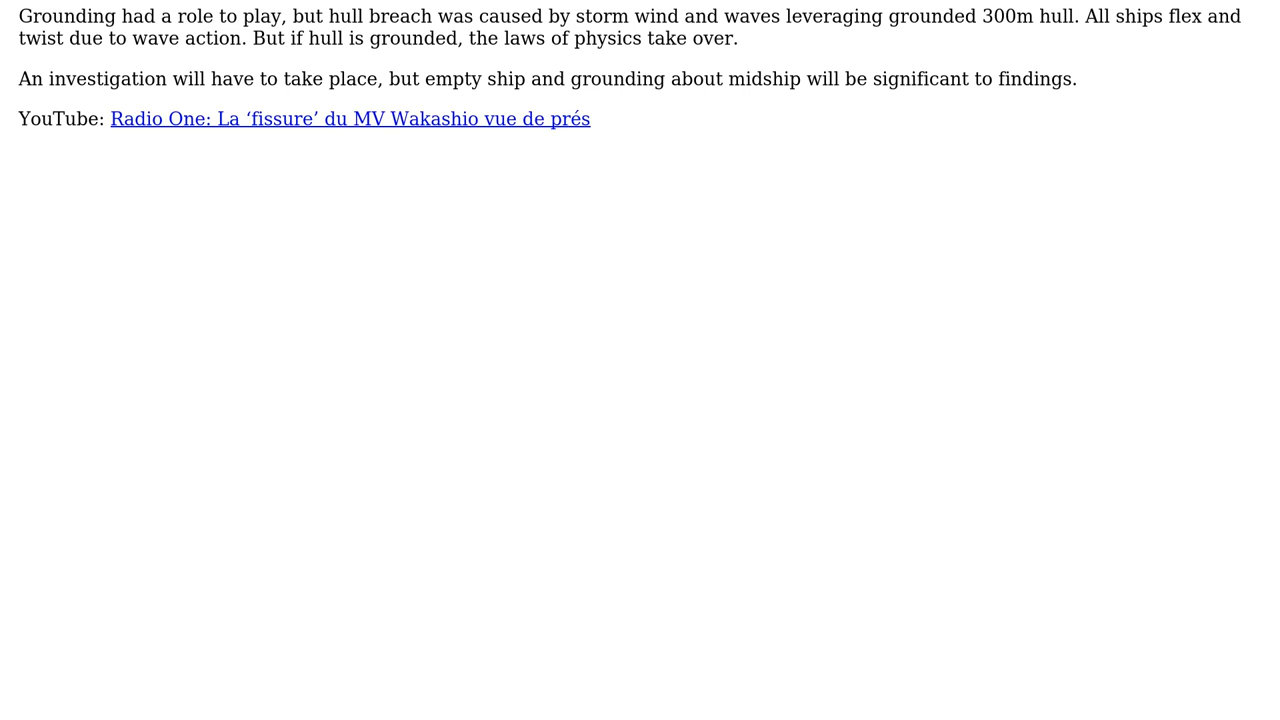 Grounding had a role to play, but hull breach was caused by storm wind and waves leveraging grounded 300m hull. All ships flex and
twist due to wave action. But if hull is grounded, the laws of physics take over.
An investigation will have to take place, but empty ship and grounding about midship will be significant to findings.
YouTube: Radio One: La ‘fissure’ du MV Wakashio vue de prés